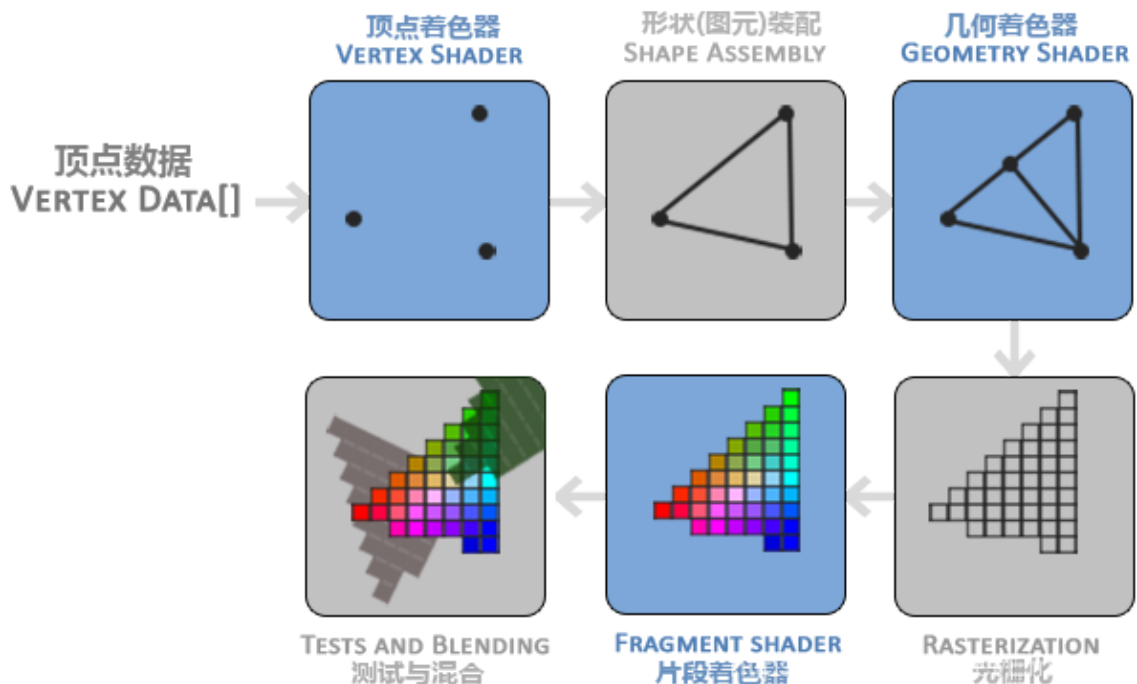 顶点着色器
VERTEX SHADER
形状(图元)装配
SHAPE ASSEMBLY
几何着色器
GEOMETRY SHADER
顶点数据
VERTEX DATA[]
TESTS AND BLENDING
测试与混合
FRAGMENT SHADER
片段着色器
RASTERIZATION
光栅化